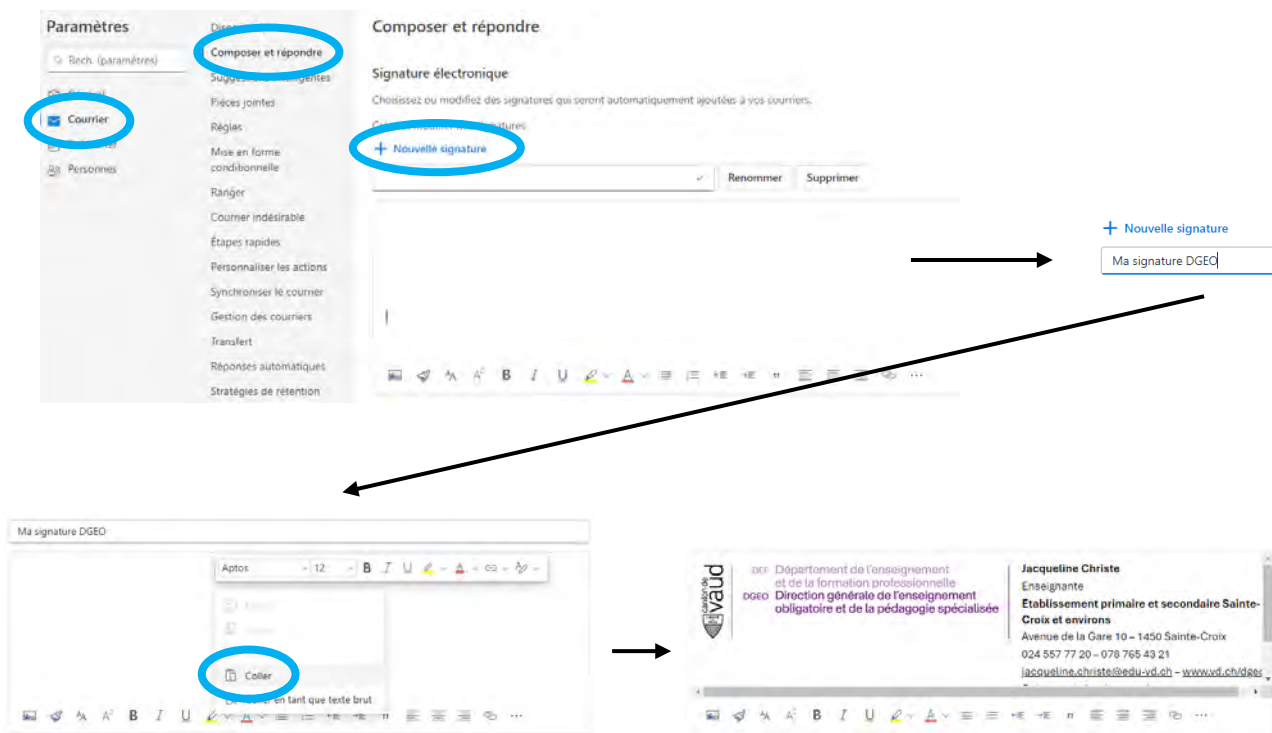 Paramètres
Rech. (paramètres)
Courrier
Personnes
Composer et répondre
Pièces jointes
Règles
Mise en forme
conditionnelle
Ranger
Courrier indésirable
Étapes rapides
Personnaliser les actions
Synchroniser le courrier
Gestion des courriers
Transfert
Réponses automatiques
Stratégies de rétention
Composer et répondre
Signature électronique
Choisissez ou modifiez des signatures qui seront automatiquement ajoutées à vos courriers.
Nouvelle signature
Renommer Supprimer
B I U A
Nouvelle signature
Ma signature DGEO
Ma signature DGEO
Aptos 12 B I U A
Coller
en tant que texte brut
B I U A
canton de
vaud
DEF Département de l'enseignement
et de la formation professionnelle
DGEO Direction générale de l'enseignement
obligatoire et de la pédagogie spécialisée
Jacqueline Christe
Enseignante
Etablissement primaire et secondaire Sainte-
Croix et environs
Avenue de la Gare 10 – 1450 Sainte-Croix
024 557 77 20 – 078 765 43 21
jacqueline.christe@edu-vd.ch – www.vd.ch/dgeo
B I U A